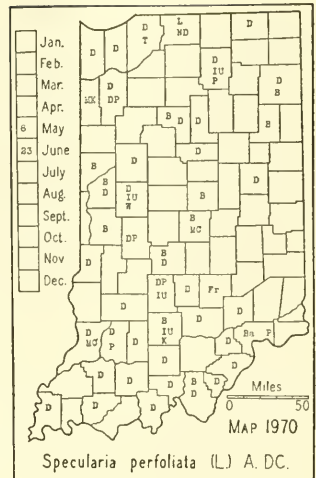 Jan.
Feb.
Mar.
Apr.
6 May
23 June
July
Aug.
Sept.
Oct.
Nov
Dec.
L
ND
D
D
D
D
T
D
IU
P
D
B
MK
D
DP
B
D
D
B
D
B
D
D
B
D
D
IU
W
B
B
MC
B
DP
D
B
D
DP
IU
D
Fr
D
D
B
IU
K
D
D
MC
D
P
D
Bn
P
D
D
D
D
B
D
D
D
D
D
Miles
0 50
MAP 1970
Specularia perfoliata (L.) A. DC.